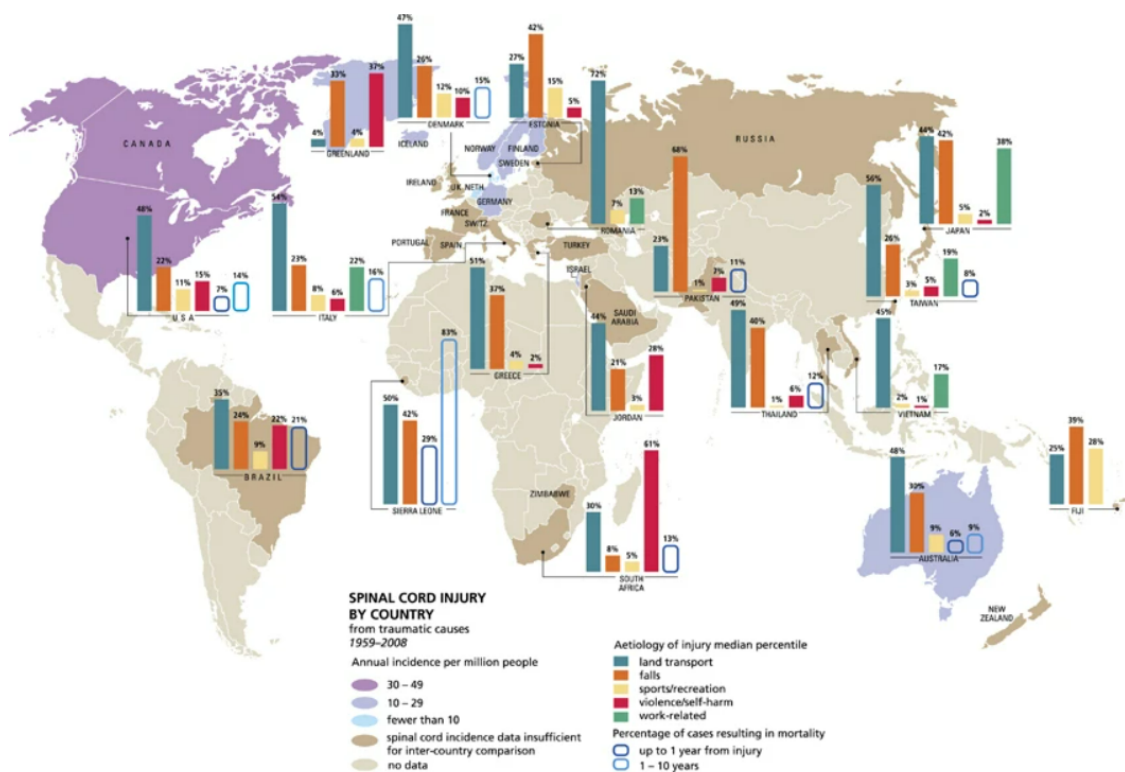 47%
26%
12%
10%
15%
DENMARK
27%
42%
15%
5%
ESTONIA
4%
33%
4%
37%
GREENLAND
72%
7%
13%
ROMANIA
CANADA
ICELAND
NORWAY
FINLAND
SWEDEN
RUSSIA
IRELAND
U.K.
NETH.
GERMANY
FRANCE
SWITZ.
PORTUGAL
SPAIN
TURKEY
ISRAEL
SAUDI
ARABIA
44%
42%
5%
2%
38%
JAPAN
56%
26%
3%
5%
19%
8%
TAIWAN
23%
68%
1%
7%
11%
PAKISTAN
48%
22%
11%
15%
7%
14%
U S A
54%
23%
8%
6%
22%
16%
ITALY
51%
37%
4%
2%
GREECE
44%
21%
3%
28%
JORDAN
49%
40%
1%
6%
12%
THAILAND
45%
2%
1%
17%
VIETNAM
35%
24%
9%
22%
21%
BRAZIL
50%
42%
29%
83%
SIERRA LEONE
ZIMBABWE
30%
8%
5%
61%
13%
SOUTH
AFRICA
48%
30%
9%
6%
9%
AUSTRALIA
25%
39%
28%
FIJI
NEW
ZEALAND
SPINAL CORD INJURY
BY COUNTRY
from traumatic causes
1959–2008
Annual incidence per million people
30 – 49
10 – 29
fewer than 10
spinal cord incidence data insufficient
for inter-country comparison
no data
Aetiology of injury median percentile
land transport
falls
sports/recreation
violence/self-harm
work-related
Percentage of cases resulting in mortality
up to 1 year from injury
1 – 10 years